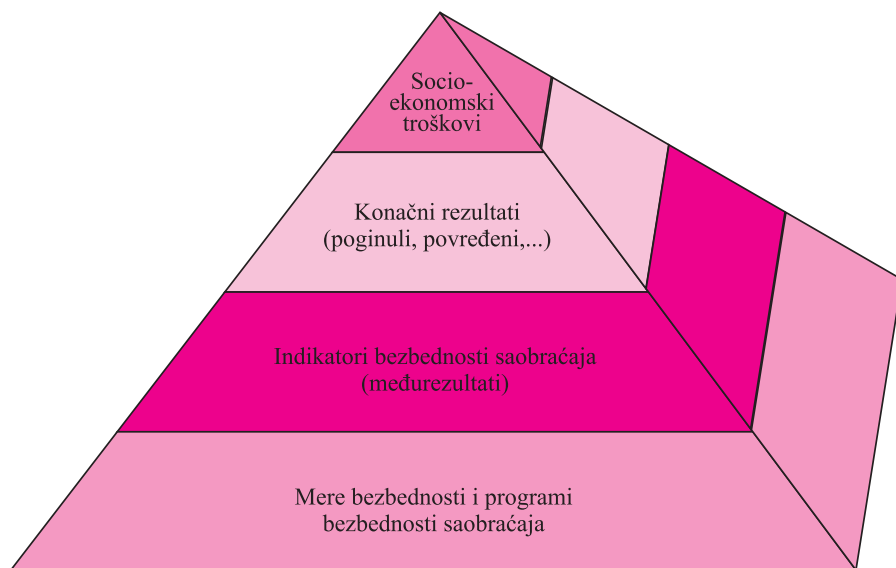 Socio-
ekonomski
troškovi
Konačni rezultati
(poginuli, povređeni,...)
Indikatori bezbednosti saobraćaja
(međurezultati)
Mere bezbednosti i programi
bezbednosti saobraćaja